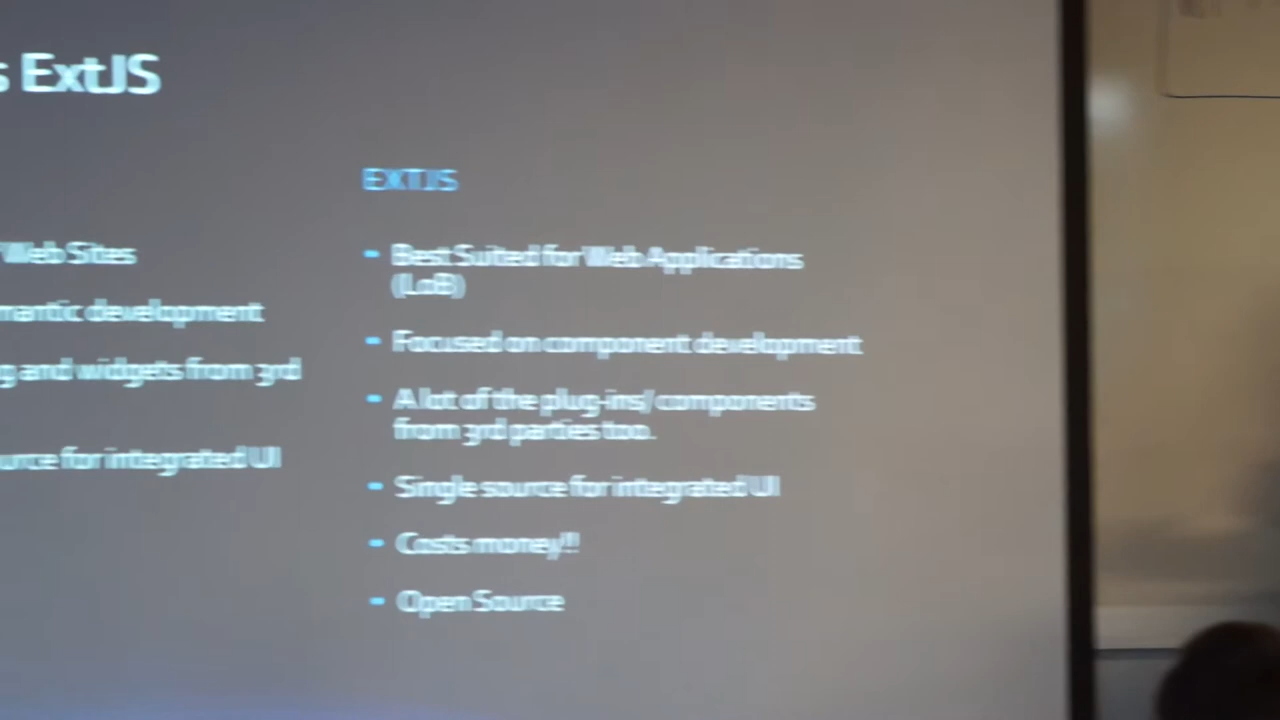 s ExtJS
Web Sites
mantic development
g and widgets from 3rd
urce for integrated UI
EXTJS
Best Suited for Web Applications
(LoB)
Focused on component development
A lot of the plug-ins/ components
from 3rd parties too.
Single source for integrated UI
Costs money!!
Open Source